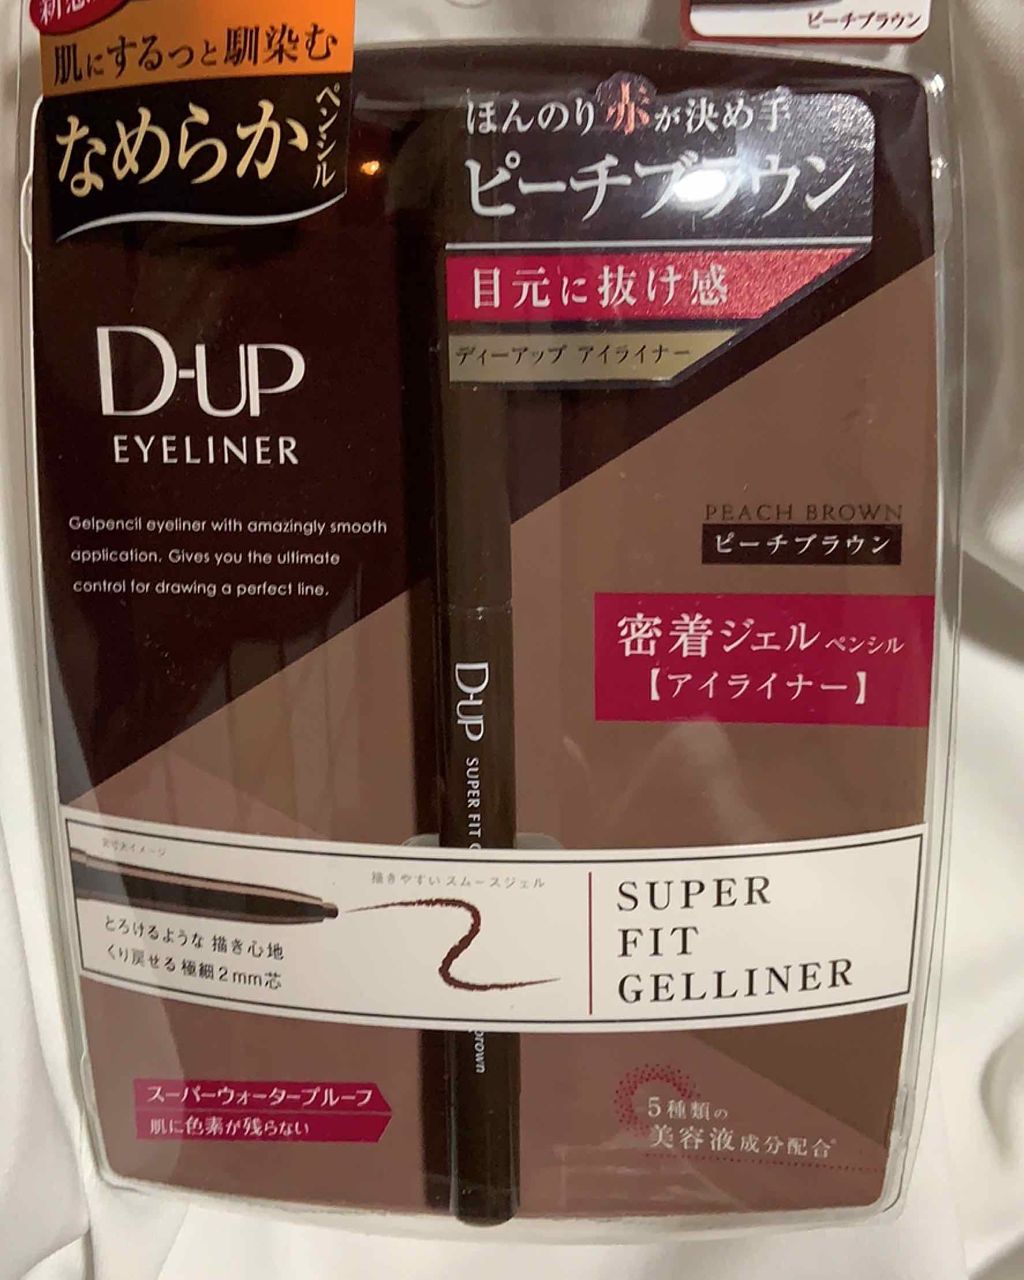 新感
ピーチブラウン
肌にするっと馴染む
なめらか
ペンシル
ほんのり赤が決め手
ピーチブラウン
目元に抜け感
ディーアップ アイライナー
D-UP
EYELINER
Gelpencil eyeliner with amazingly smooth
application. Gives you the ultimate
control for drawing a perfect line.
PEACH BROWN
ピーチブラウン
密着ジェルペンシル
【アイライナー】
D-UP SUPER FIT G
brown
描きやすいスムースジェル
とろけるような 描き心地
くり戻せる極細2mm芯
SUPER
FIT
GELLINER
スーパーウォータープルーフ
肌に色素が残らない
5種類の
美容液成分配合